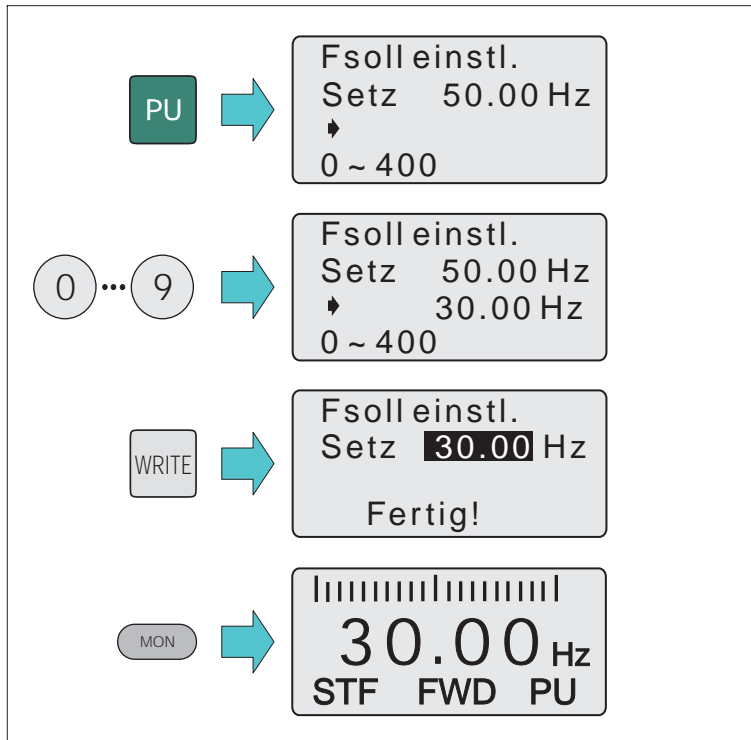 PU
Fsoll einstl.
Setz 50.00 Hz
0 ~ 400
0 ••• 9
Fsoll einstl.
Setz 50.00 Hz
30.00 Hz
0 ~ 400
WRITE
Fsoll einstl.
Setz 30.00 Hz
Fertig!
MON
30.00 Hz
STF FWD PU